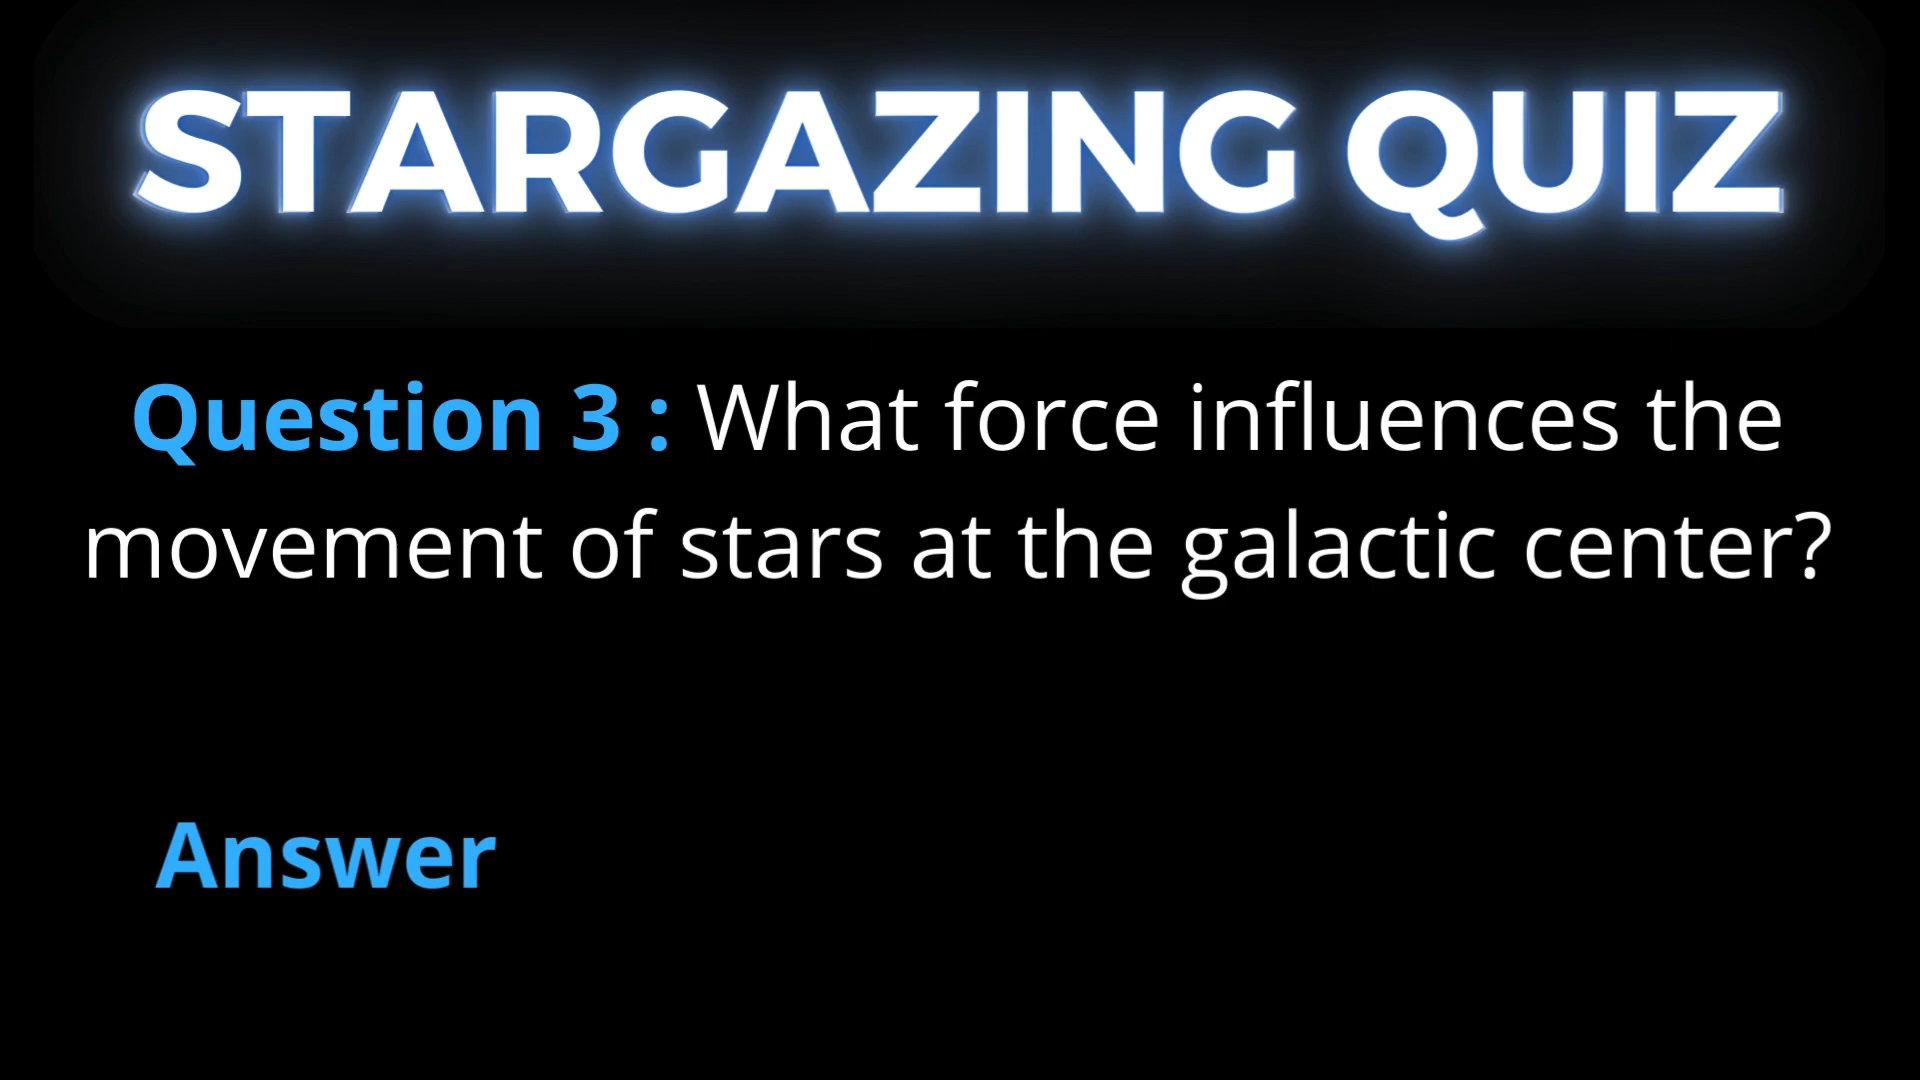 STARGAZING QUIZ
Question 3 : What force influences the
movement of stars at the galactic center?
Answer